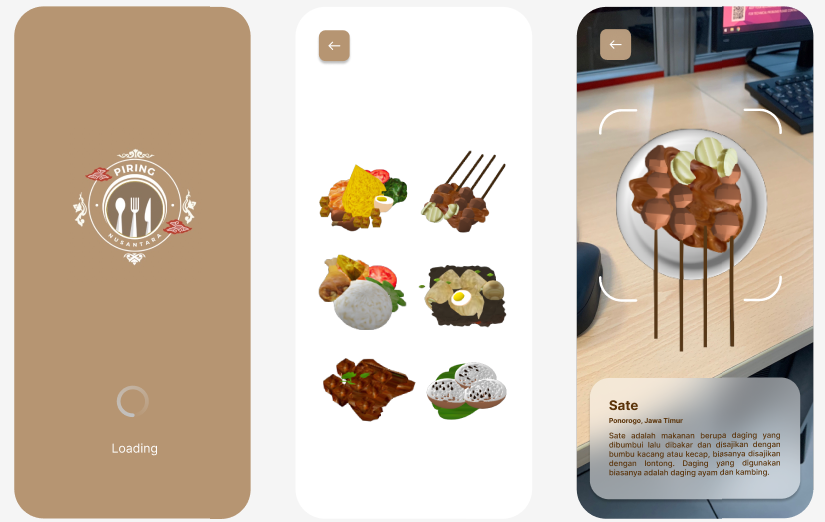 PIRING
NUSANTARA
Loading
Sate
Ponorogo, Jawa Timur
Sate adalah makanan berupa daging yang
dibumbui lalu dibakar dan disajikan dengan
bumbu kacang atau kecap, biasanya disajikan
dengan lontong. Daging yang digunakan
biasanya adalah daging ayam dan kambing.